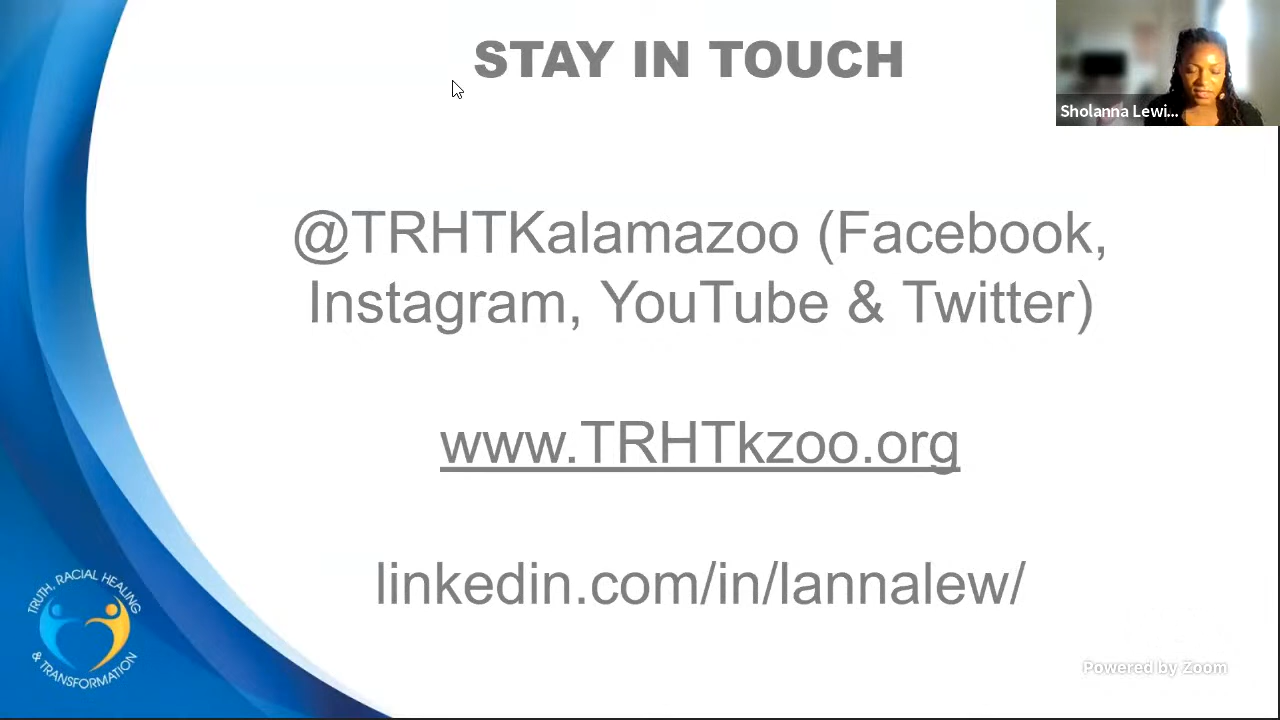 STAY IN TOUCH
Sholanna Lewi...
@TRHTKalamazoo (Facebook,
Instagram, YouTube & Twitter)
www.TRHTkzoo.org
linkedin.com/in/lannalew/
TRUTH, RACIAL HEALING
& TRANSFORMATION
Powered by Zoom